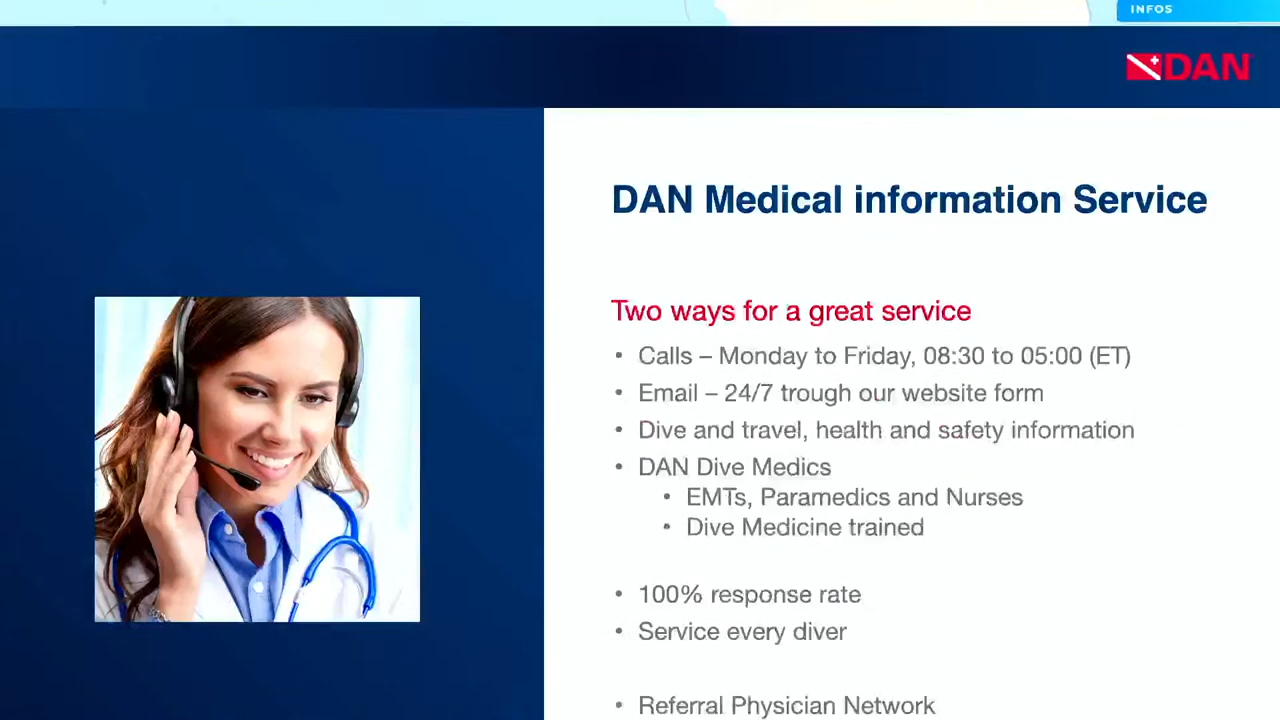 INFOS
DAN
DAN Medical information Service
Two ways for a great service
• Calls – Monday to Friday, 08:30 to 05:00 (ET)
• Email – 24/7 trough our website form
• Dive and travel, health and safety information
• DAN Dive Medics
• EMTs, Paramedics and Nurses
• Dive Medicine trained
• 100% response rate
• Service every diver
• Referral Physician Network